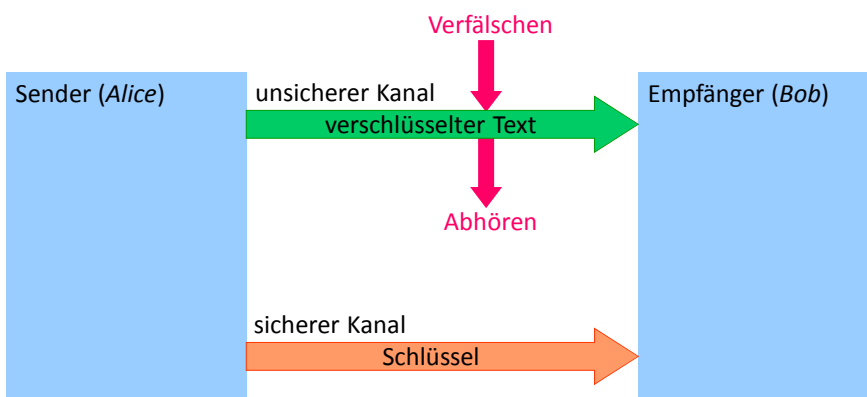 Verfälschen
Sender (Alice)
unsicherer Kanal
Empfänger (Bob)
verschlüsselter Text
Abhören
sicherer Kanal
Schlüssel